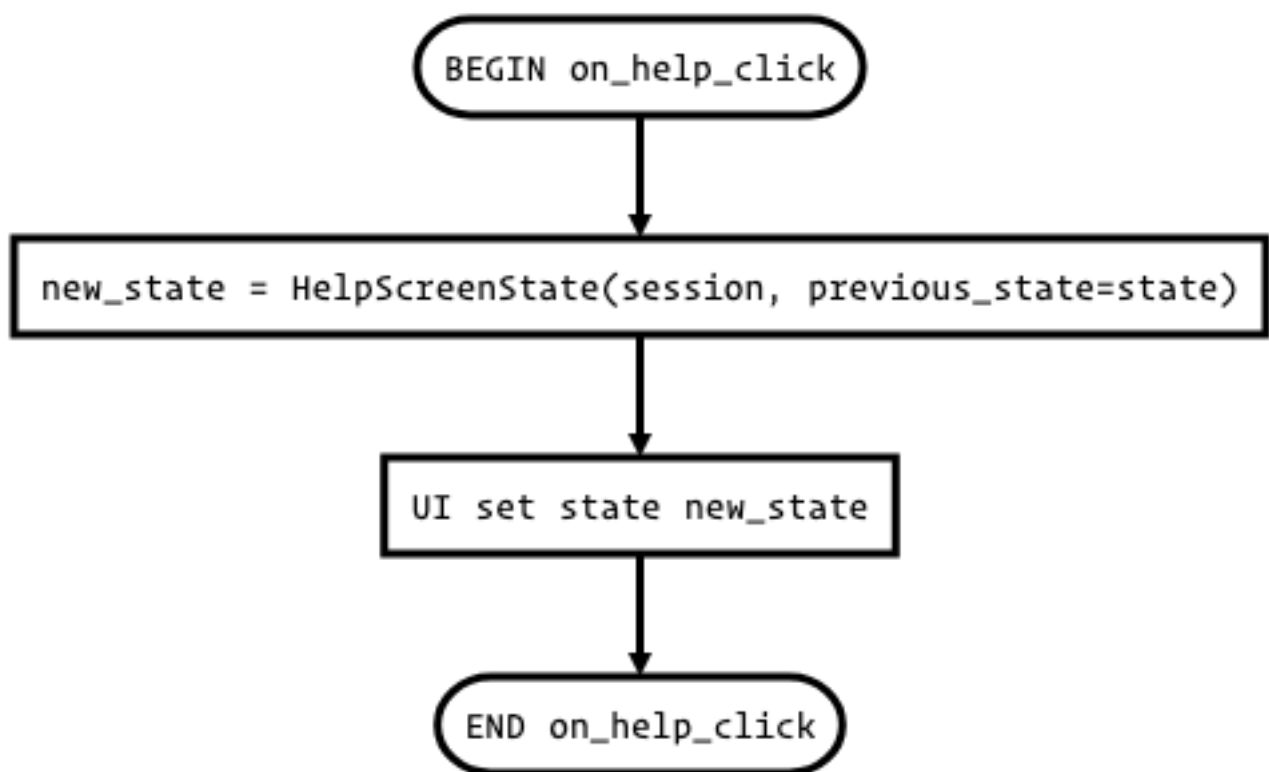 BEGIN on_help_click
new_state = HelpScreenState(session, previous_state=state)
UI set state new_state
END on_help_click